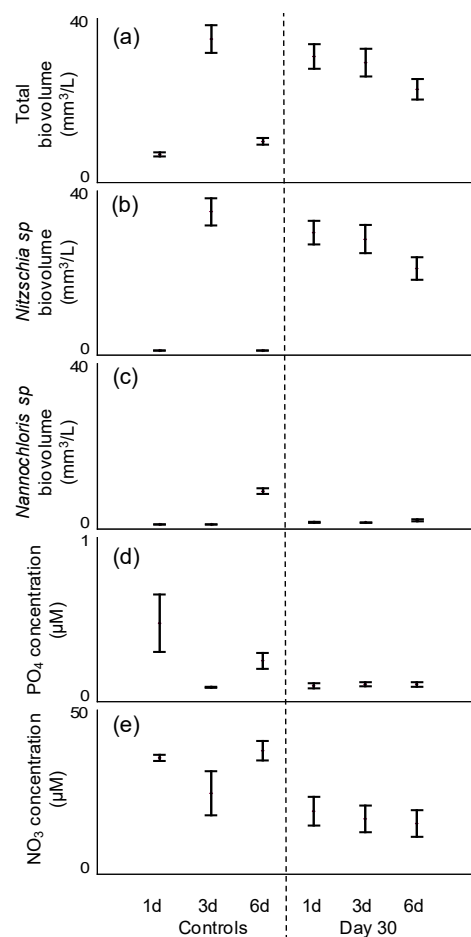 40
(a)
Total
biovolume
(mm³/L)
0
40
(b)
Nitzschia sp
biovolume
(mm³/L)
0
40
(c)
Nannochloris sp
biovolume
(mm³/L)
0
1
(d)
PO₄ concentration
(µM)
0
50
(e)
NO₃ concentration
(µM)
0
1d 3d 6d 1d 3d 6d
Controls Day 30